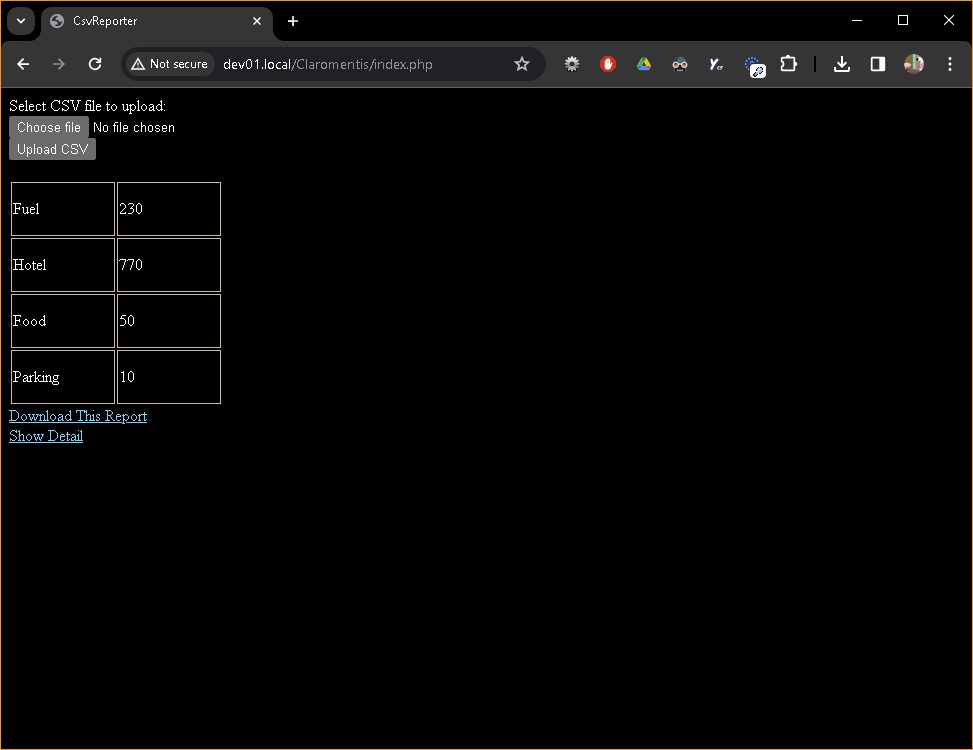 CsvReporter
Not secure dev01.local/Claromentis/index.php
Select CSV file to upload:
Choose file No file chosen
Upload CSV
Fuel 230
Hotel 770
Food 50
Parking 10
Download This Report
Show Detail